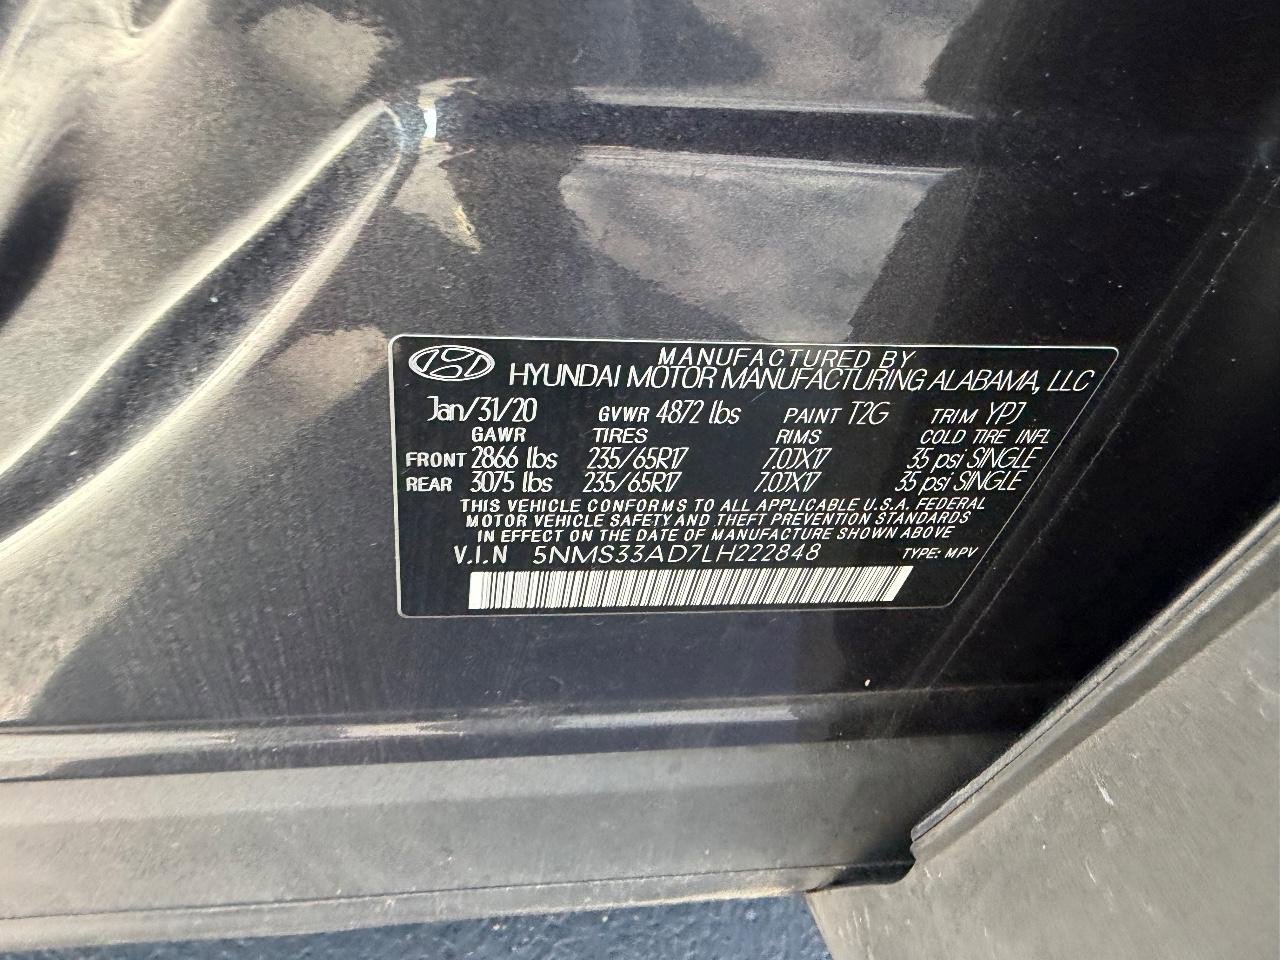 MANUFACTURED BY
HYUNDAI MOTOR MANUFACTURING ALABAMA, LLC
Jan/31/20 GVWR 4872 lbs PAINT T2G TRIM YPJ
GAWR TIRES RIMS COLD TIRE INFL
FRONT 2866 lbs 235/65R17 7.0JX17 35 psi SINGLE
REAR 3075 lbs 235/65R17 7.0JX17 35 psi SINGLE
THIS VEHICLE CONFORMS TO ALL APPLICABLE U.S.A. FEDERAL
MOTOR VEHICLE SAFETY AND THEFT PREVENTION STANDARDS
IN EFFECT ON THE DATE OF MANUFACTURE SHOWN ABOVE
V.I.N 5NMS33AD7LH222848 TYPE: MPV